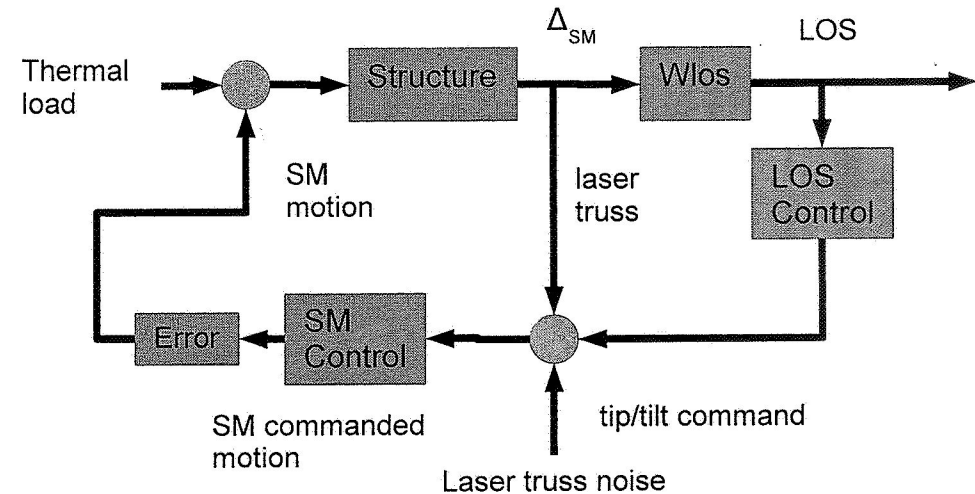 Δ_SM
LOS
Thermal
load
Structure
Wlos
SM
motion
laser
truss
LOS
Control
Error
SM
Control
tip/tilt command
SM commanded
motion
Laser truss noise